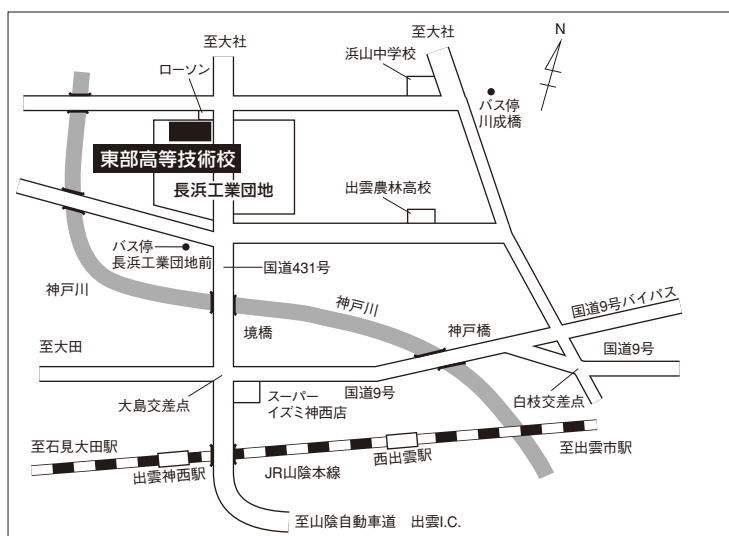 至大社
至大社
N
ローソン
浜山中学校
バス停
川成橋
東部高等技術校
長浜工業団地
出雲農林高校
バス停
長浜工業団地前
国道431号
神戸川
神戸川
国道9号バイパス
境橋
神戸橋
至大田
国道9号
大島交差点
スーパー
イズミ神西店
国道9号
白枝交差点
至石見大田駅
出雲神西駅
JR山陰本線
西出雲駅
至出雲市駅
至山陰自動車道 出雲I.C.